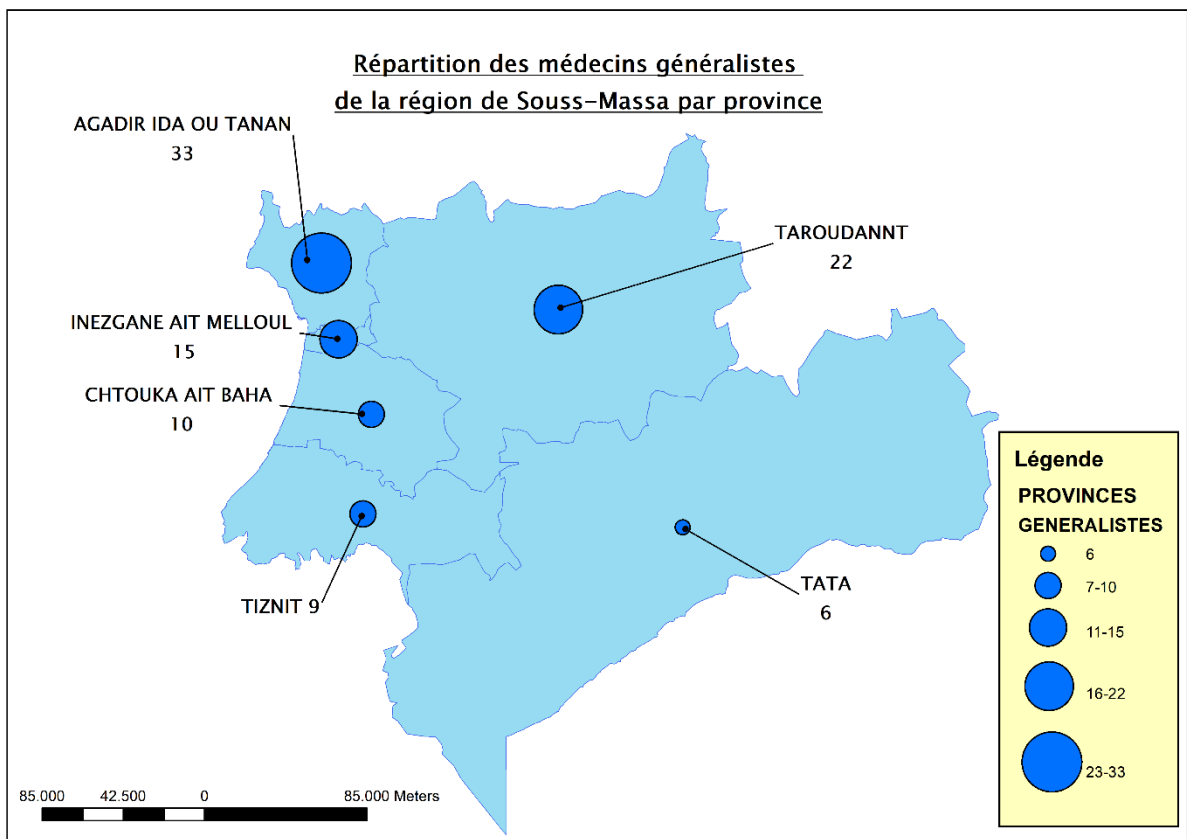 Répartition des médecins généralistes
de la région de Souss-Massa par province
AGADIR IDA OU TANAN
33
TAROUDANNT
22
INEZGANE AIT MELLOUL
15
CHTOUKA AIT BAHA
10
TIZNIT 9
TATA
6
Légende
PROVINCES
GENERALISTES
6
7-10
11-15
16-22
23-33
85.000 42.500 0 85.000 Meters